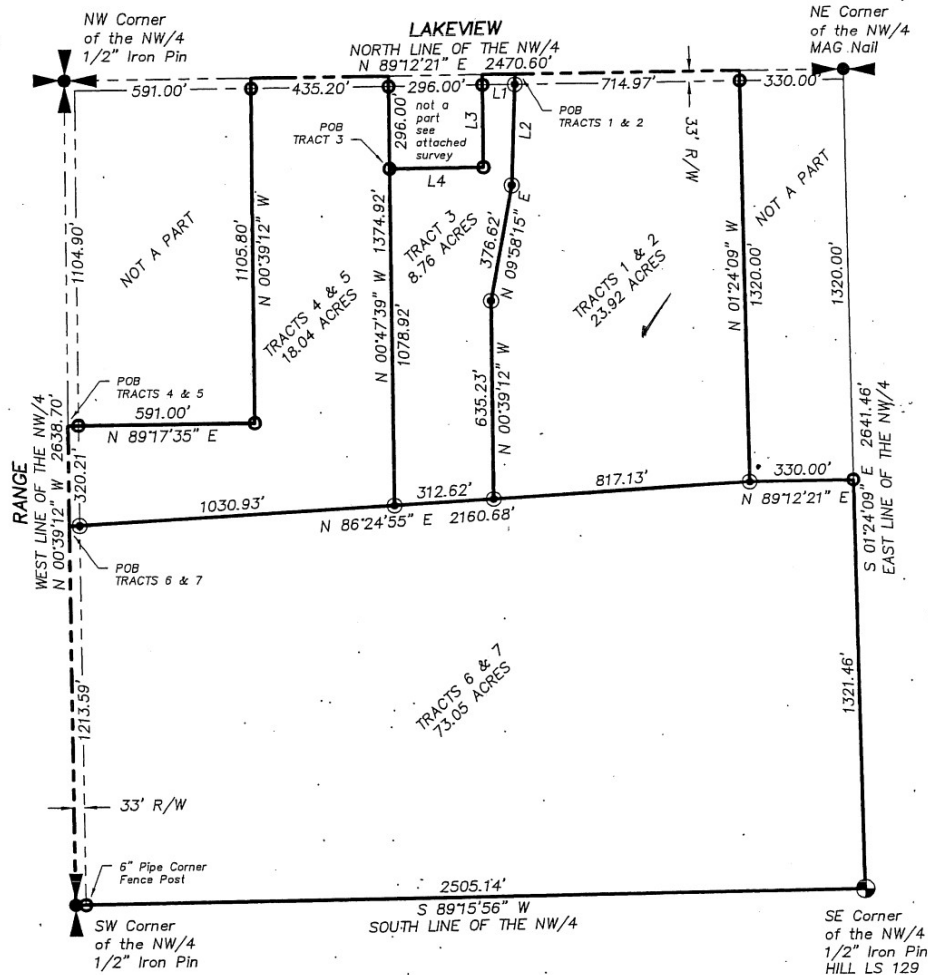 NW Corner
of the NW/4
1/2" Iron Pin
LAKEVIEW
NORTH LINE OF THE NW/4
N 89°12'21" E 2470.60'
NE Corner
of the NW/4
MAG Nail
591.00'
435.20'
296.00'
L1
714.97'
330.00'
POB
TRACTS 1 & 2
33' R/W
296.00'
not a
part
see
attached
survey
L3
L2
POB
TRACT 3
L4
NOT A PART
NOT A PART
1104.90'
1105.80'
N 00°39'12" W
TRACTS 4 & 5
18.04 ACRES
N 00°47'39" W 1374.92'
1078.92'
TRACT 3
8.76 ACRES
376.62'
N 09°58'15" E
TRACTS 1 & 2
23.92 ACRES
N 01°24'09" W
1320.00'
1320.00'
POB
TRACTS 4 & 5
591.00'
N 89°17'35" E
635.23'
N 00°39'12" W
RANGE
WEST LINE OF THE NW/4
N 00°39'12" W 2638.70'
320.21'
S 01°24'09" E 2641.46'
EAST LINE OF THE NW/4
1030.93'
312.62'
817.13'
330.00'
N 86°24'55" E 2160.68'
N 89°12'21" E
POB
TRACTS 6 & 7
TRACTS 6 & 7
73.05 ACRES
1213.59'
1321.46'
33' R/W
6" Pipe Corner
Fence Post
2505.14'
S 89°15'56" W
SOUTH LINE OF THE NW/4
SW Corner
of the NW/4
1/2" Iron Pin
SE Corner
of the NW/4
1/2" Iron Pin
HILL LS 129